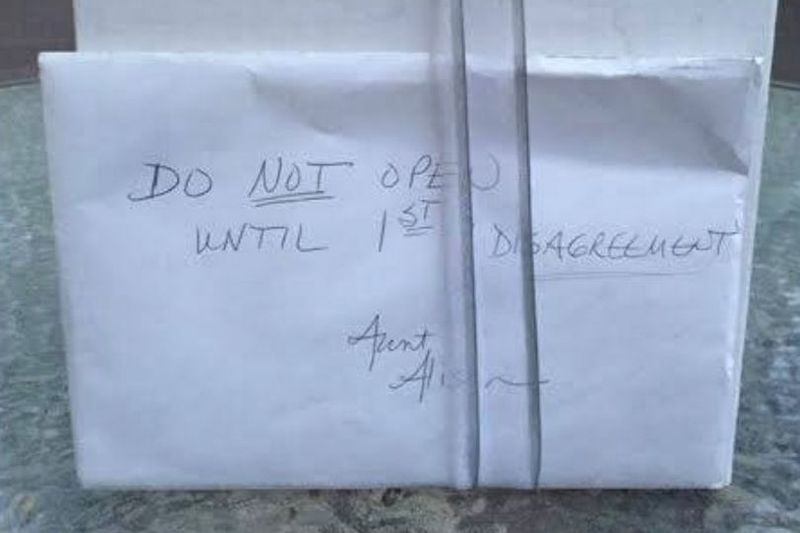 DO NOT OPEN
UNTIL 1ST DISAGREEMENT
Aunt